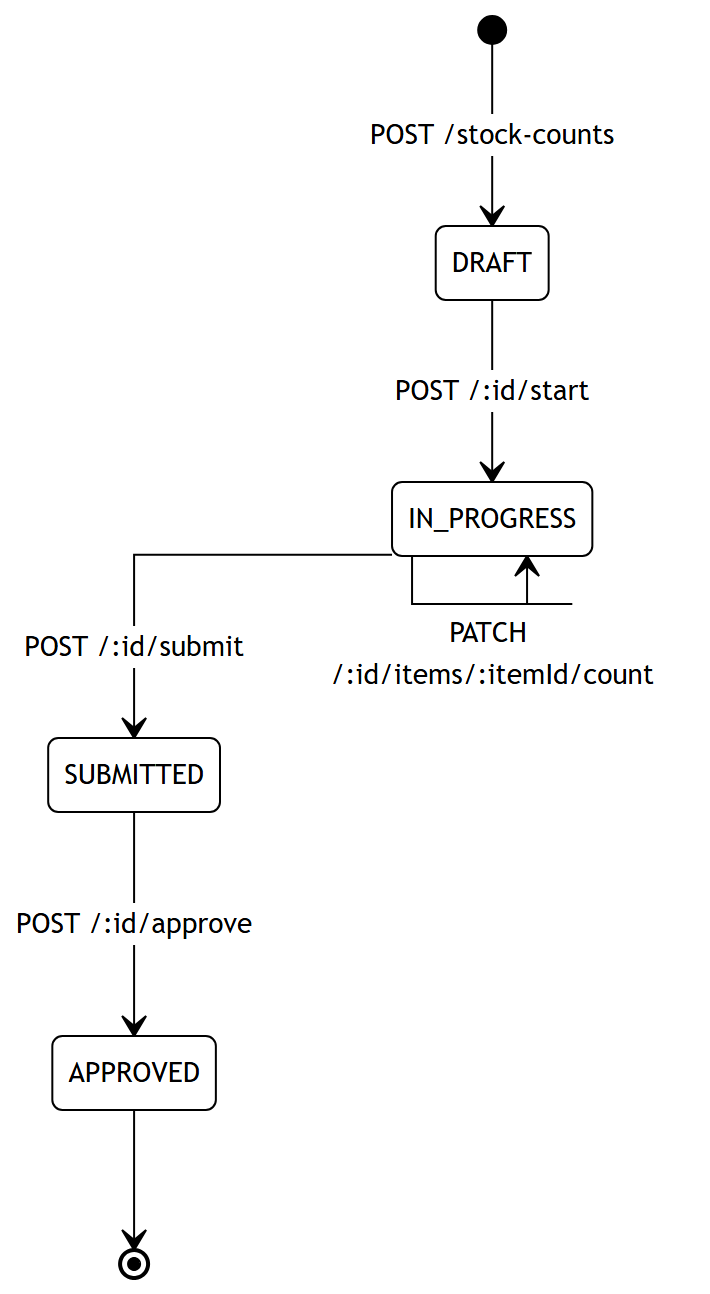 POST /stock-counts
DRAFT
POST /:id/start
IN_PROGRESS
POST /:id/submit
PATCH
/:id/items/:itemId/count
SUBMITTED
POST /:id/approve
APPROVED